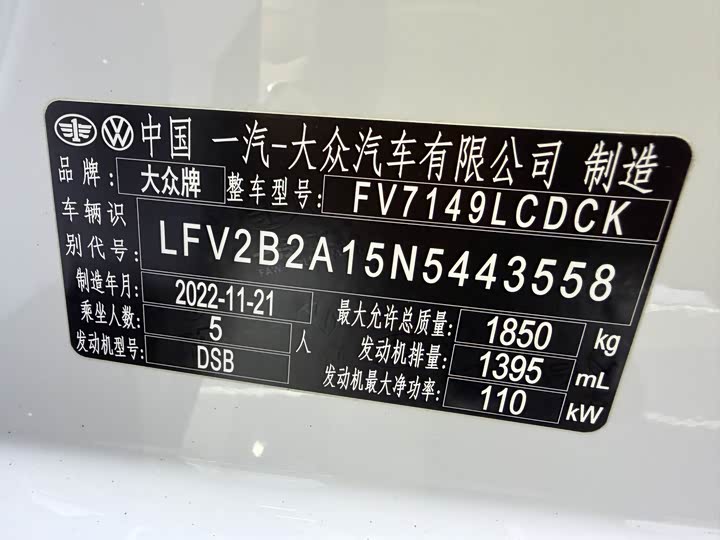 中国 一汽-大众汽车有限公司 制造
品牌: 大众牌 整车型号: FV7149LCDCK
车辆识别代号: LFV2B2A15N5443558
制造年月: 2022-11-21 最大允许总质量: 1850 kg
乘坐人数: 5 人 发动机排量: 1395 mL
发动机型号: DSB 发动机最大净功率: 110 kW